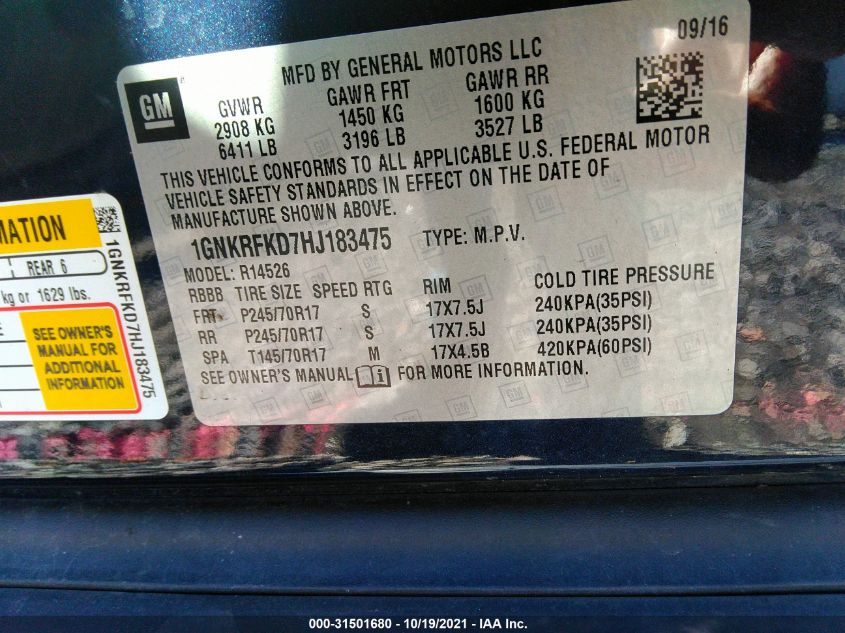 09/16
MFD BY GENERAL MOTORS LLC
GM
GVWR GAWR FRT GAWR RR
2908 KG 1450 KG 1600 KG
6411 LB 3196 LB 3527 LB
THIS VEHICLE CONFORMS TO ALL APPLICABLE U.S. FEDERAL MOTOR
VEHICLE SAFETY STANDARDS IN EFFECT ON THE DATE OF
MANUFACTURE SHOWN ABOVE.
1GNKRFKD7HJ183475 TYPE: M.P.V.
MODEL: R14526
RBBB TIRE SIZE SPEED RTG RIM COLD TIRE PRESSURE
FRT P245/70R17 S 17X7.5J 240KPA(35PSI)
RR P245/70R17 S 17X7.5J 240KPA(35PSI)
SPA T145/70R17 M 17X4.5B 420KPA(60PSI)
SEE OWNER'S MANUAL FOR MORE INFORMATION.
MATION
REAR 6
kg or 1629 lbs.
SEE OWNER'S
MANUAL FOR
ADDITIONAL
INFORMATION
1GNKRFKD7HJ183475
000-31501680 - 10/19/2021 - IAA Inc.